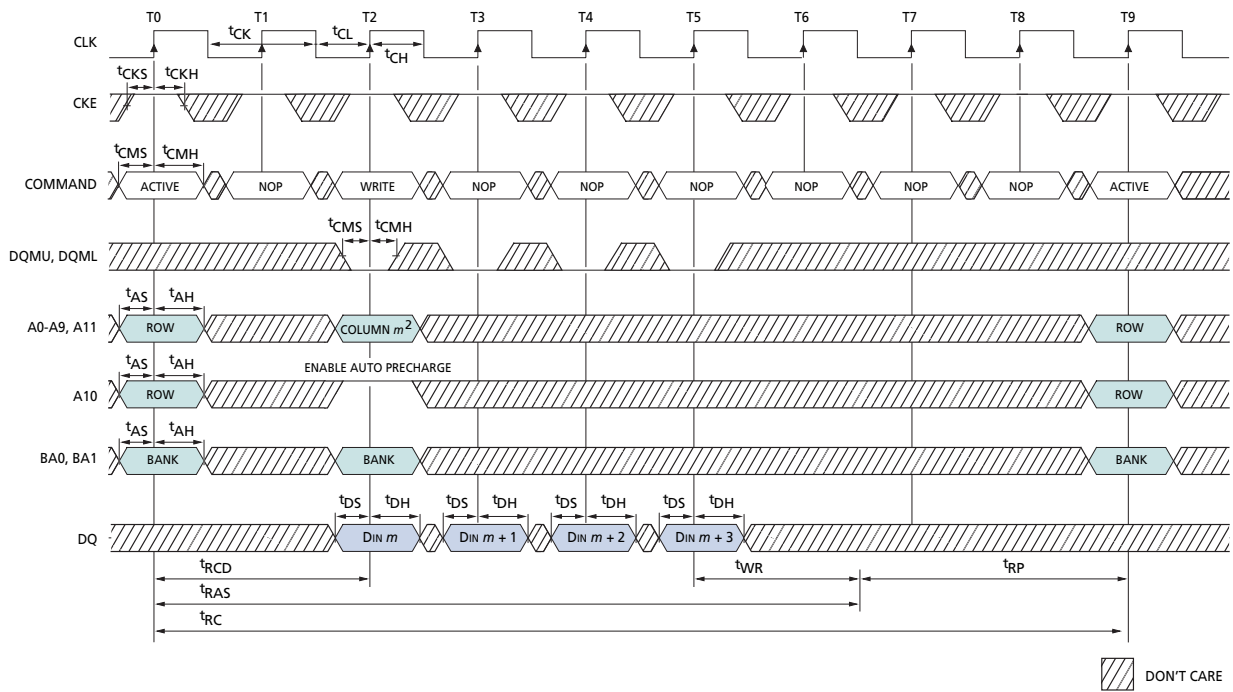 T0 T1 T2 T3 T4 T5 T6 T7 T8 T9
CLK
tCK tCL
tCH
tCKS tCKH
CKE
tCMS tCMH
COMMAND ACTIVE NOP WRITE NOP NOP NOP NOP NOP NOP ACTIVE
tCMS tCMH
DQMU, DQML
tAS tAH
A0-A9, A11 ROW COLUMN m2 ROW
tAS tAH ENABLE AUTO PRECHARGE
A10 ROW ROW
tAS tAH
BA0, BA1 BANK BANK BANK
tDS tDH tDS tDH tDS tDH tDS tDH
DQ DIN m DIN m + 1 DIN m + 2 DIN m + 3
tRCD tWR tRP
tRAS
tRC
DON'T CARE